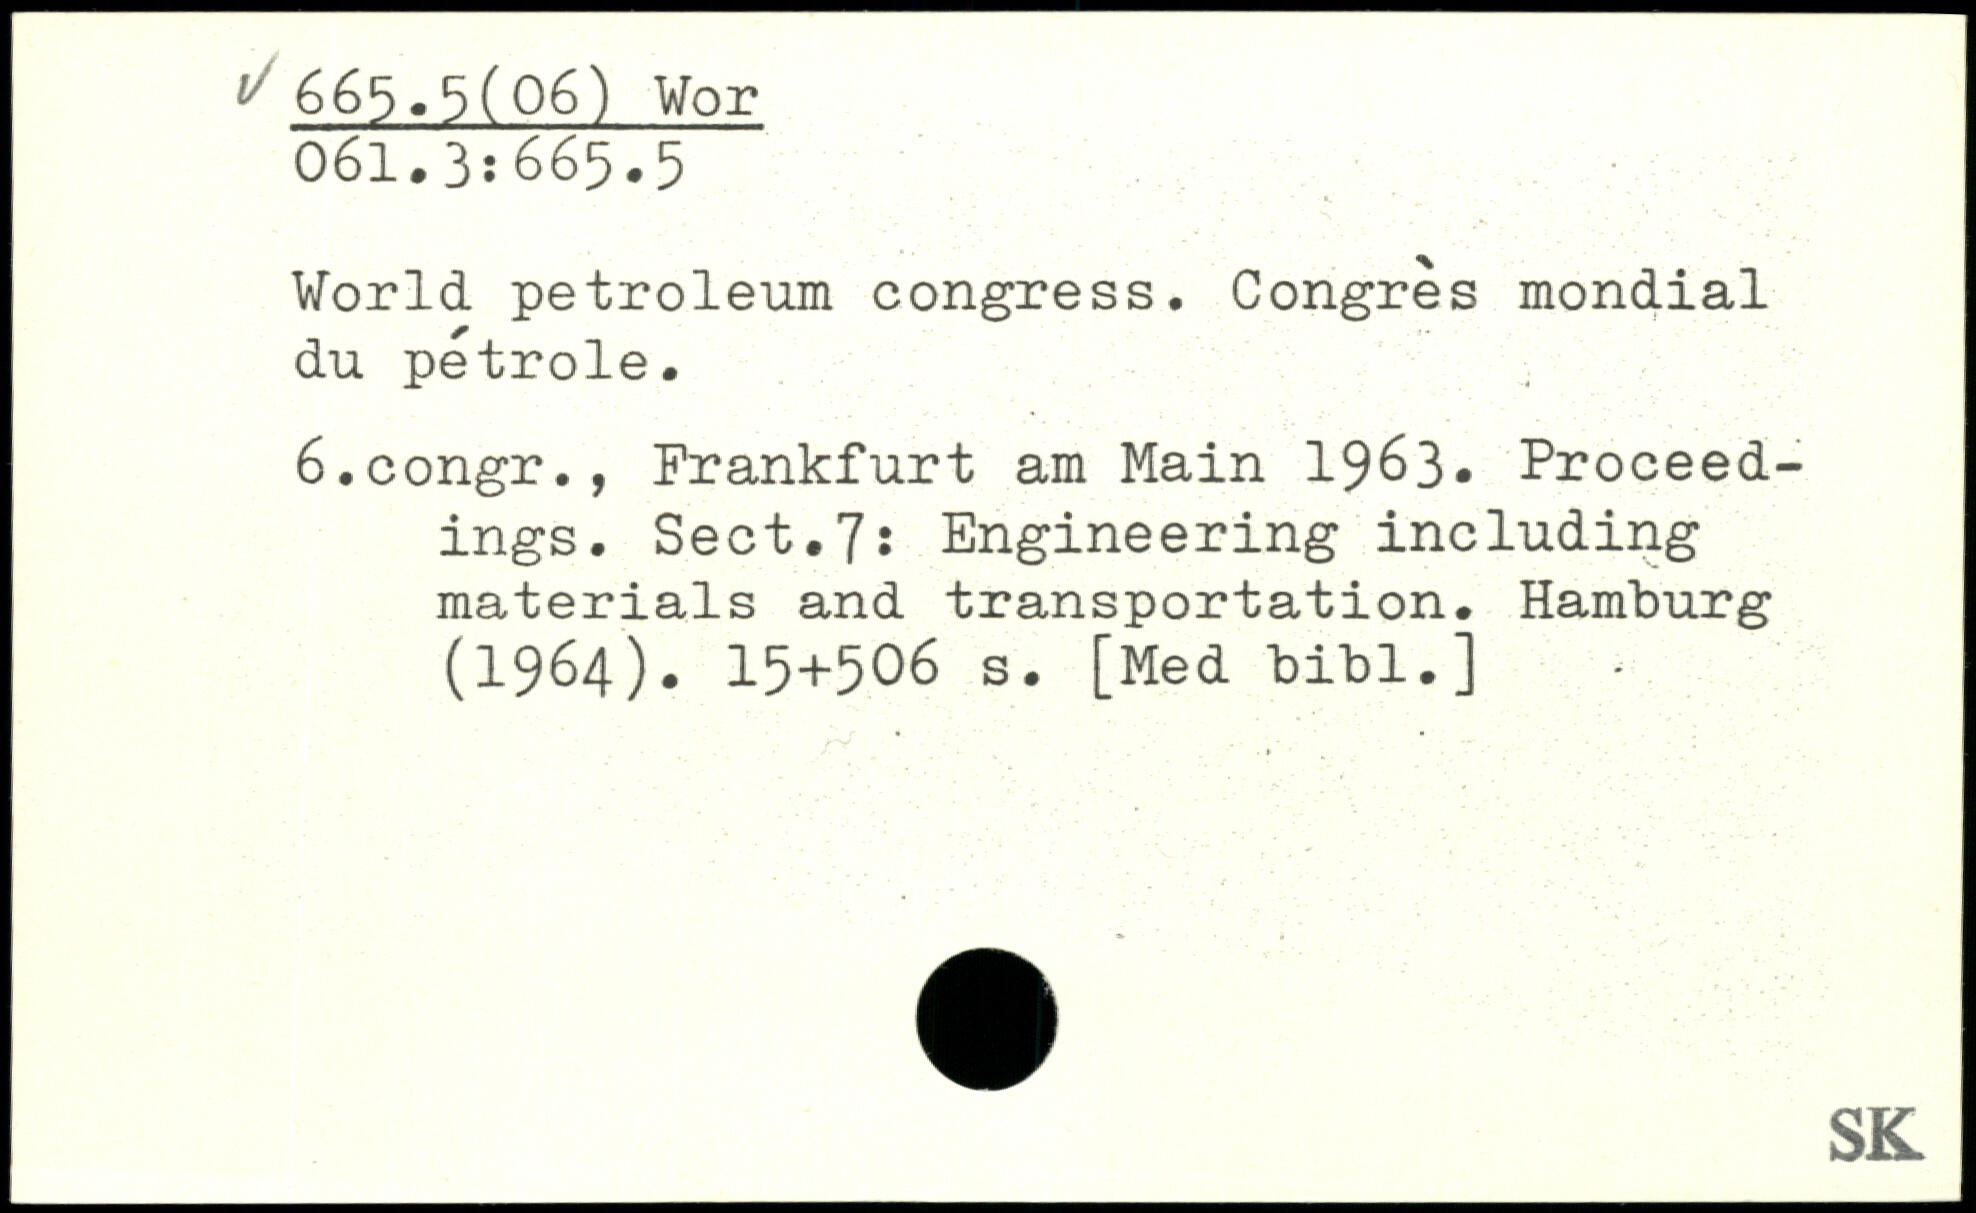 665.5(06) Wor
061.3:665.5
World petroleum congress. Congrès mondial
du pétrole.
6.congr., Frankfurt am Main 1963. Proceed-
ings. Sect.7: Engineering including
materials and transportation. Hamburg
(1964). 15+506 s. [Med bibl.]
SK